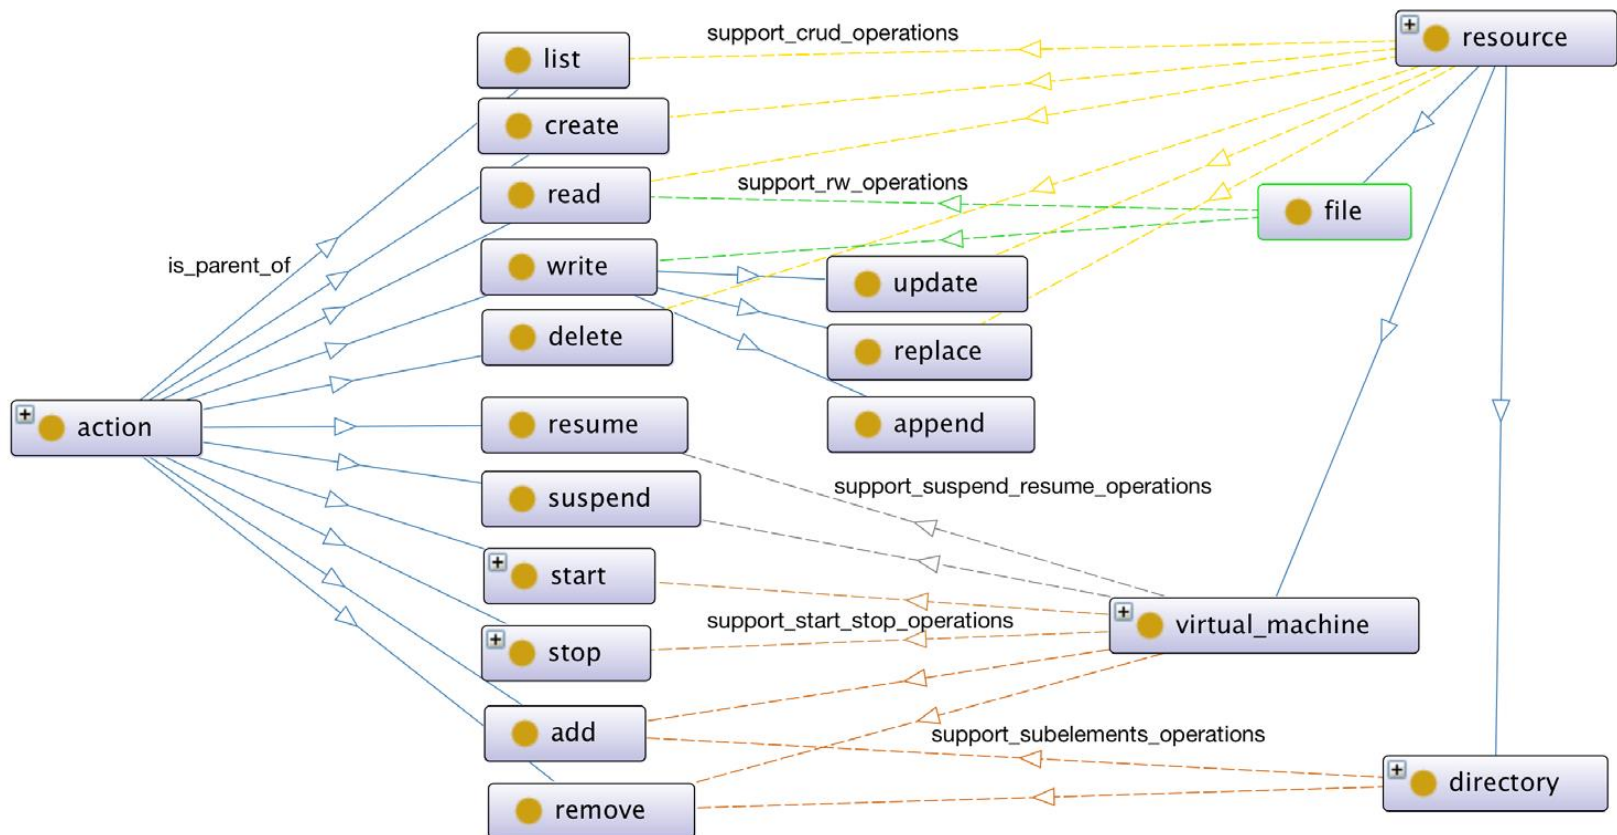 support_crud_operations
resource
list
create
read
support_rw_operations
file
is_parent_of
write
update
delete
replace
action
resume
append
suspend
support_suspend_resume_operations
start
support_start_stop_operations
virtual_machine
stop
add
support_subelements_operations
directory
remove